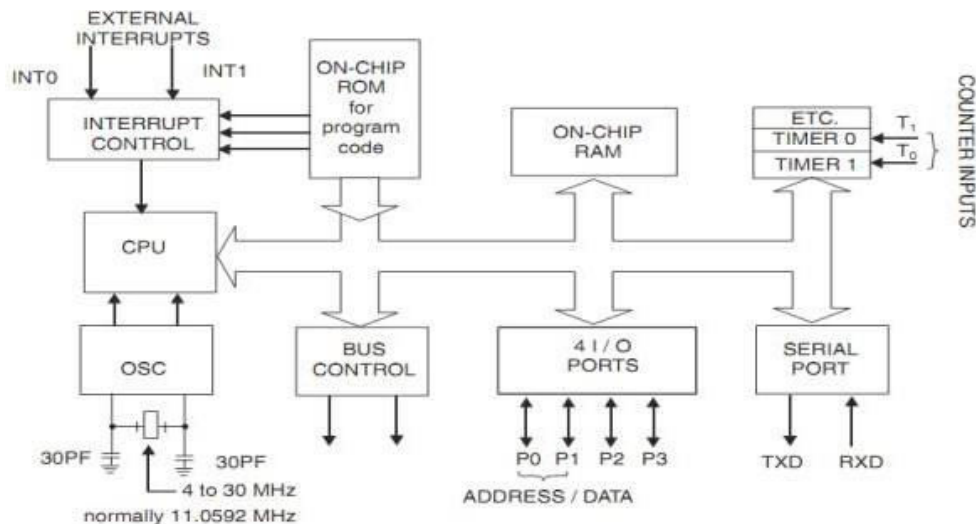 EXTERNAL
INTERRUPTS
INT0
INT1
INTERRUPT
CONTROL
ON-CHIP
ROM
for
program
code
ON-CHIP
RAM
ETC.
TIMER 0
TIMER 1
T1
T0
COUNTER INPUTS
CPU
OSC
BUS
CONTROL
4 I / O
PORTS
SERIAL
PORT
30PF
30PF
4 to 30 MHz
normally 11.0592 MHz
P0 P1 P2 P3
ADDRESS / DATA
TXD RXD